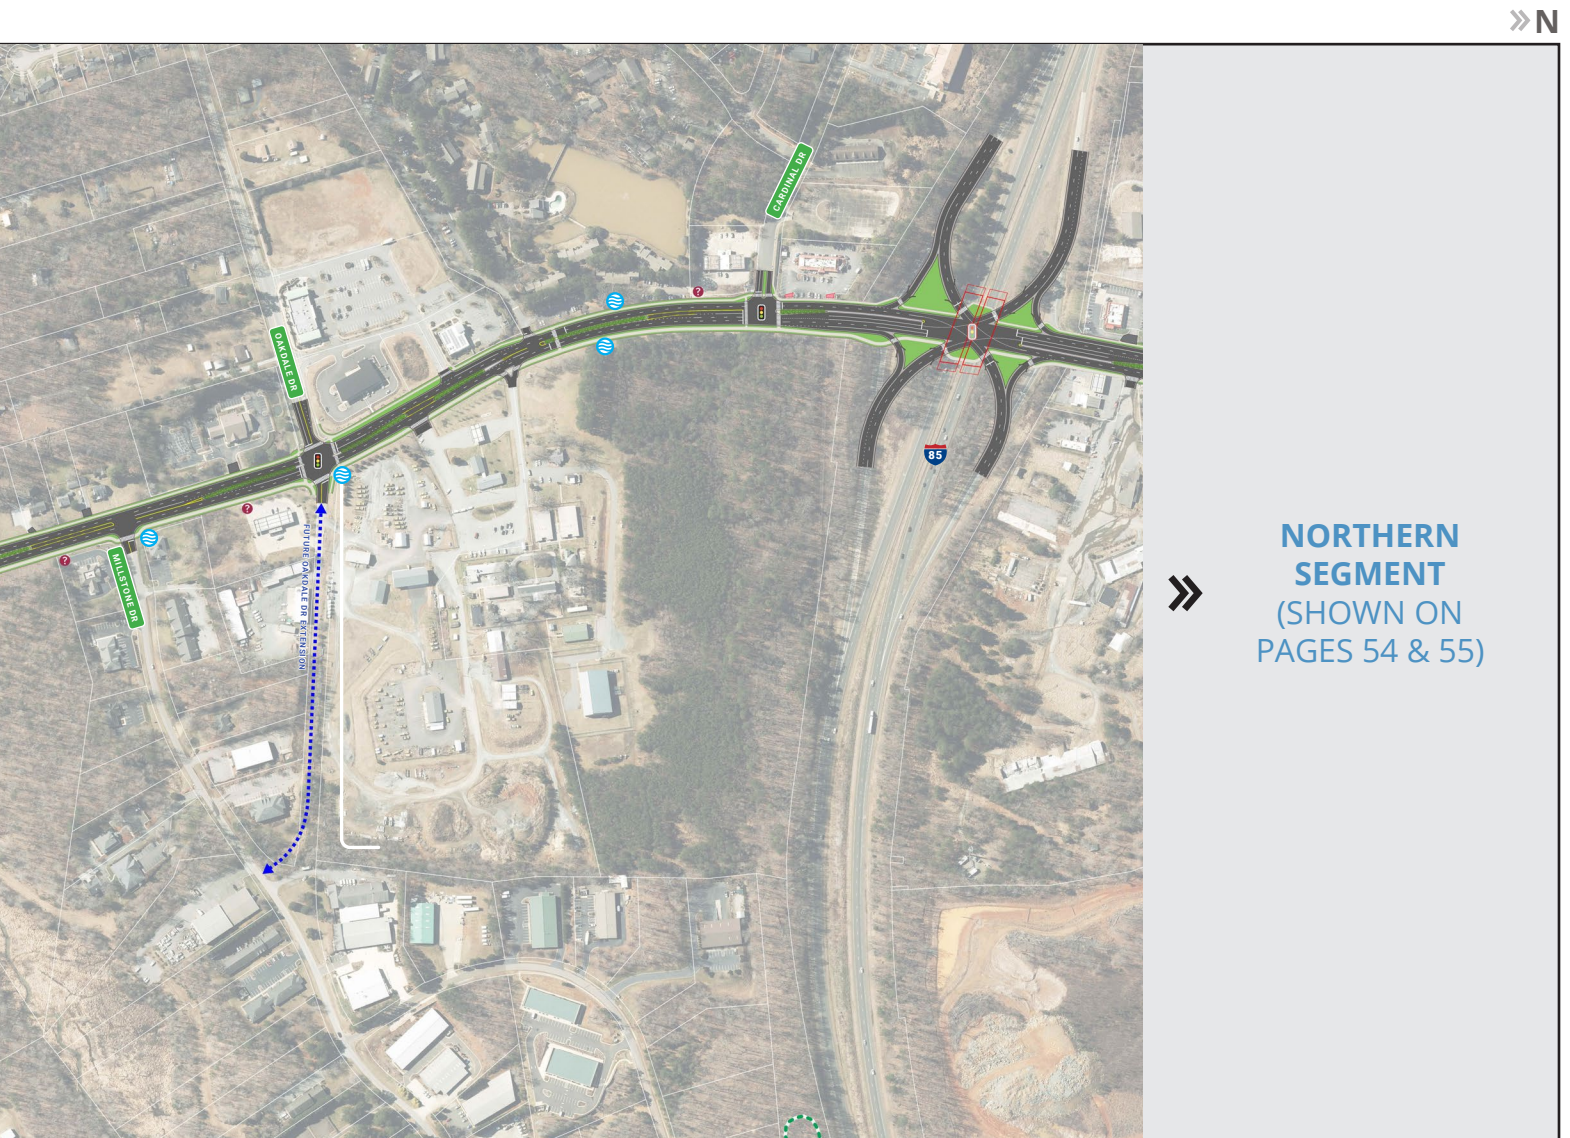 N
CARDINAL DR
OAKDALE DR
85
?
?
?
MILLSTONE DR
FUTURE OAKDALE DR EXTENSION
NORTHERN
SEGMENT
(SHOWN ON
PAGES 54 & 55)